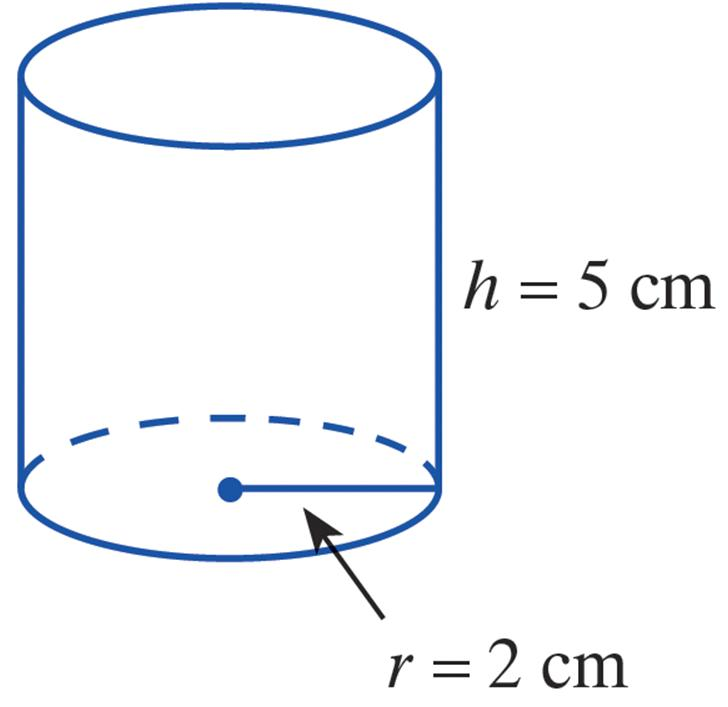 h = 5 cm
r = 2 cm